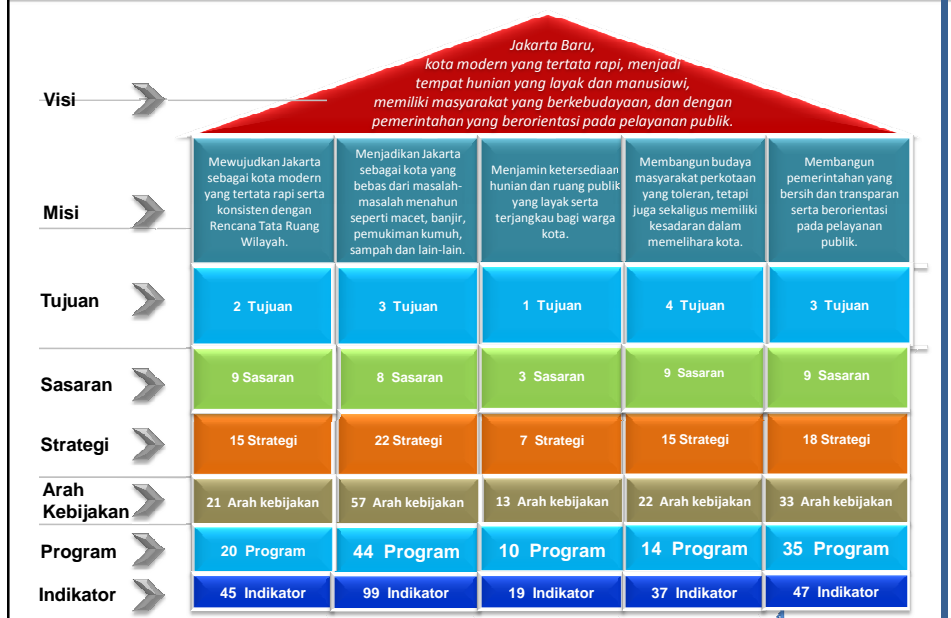 Jakarta Baru,
kota modern yang tertata rapi, menjadi
tempat hunian yang layak dan manusiawi,
memiliki masyarakat yang berkebudayaan, dan dengan
pemerintahan yang berorientasi pada pelayanan publik.
Visi
Misi
Mewujudkan Jakarta
sebagai kota modern
yang tertata rapi serta
konsisten dengan
Rencana Tata Ruang
Wilayah.
Menjadikan Jakarta
sebagai kota yang
bebas dari masalah-
masalah menahun
seperti macet, banjir,
pemukiman kumuh,
sampah dan lain-lain.
Menjamin ketersediaan
hunian dan ruang publik
yang layak serta
terjangkau bagi warga
kota.
Membangun budaya
masyarakat perkotaan
yang toleran, tetapi
juga sekaligus memiliki
kesadaran dalam
memelihara kota.
Membangun
pemerintahan yang
bersih dan transparan
serta berorientasi
pada pelayanan
publik.
Tujuan
2 Tujuan
3 Tujuan
1 Tujuan
4 Tujuan
3 Tujuan
Sasaran
9 Sasaran
8 Sasaran
3 Sasaran
9 Sasaran
9 Sasaran
Strategi
15 Strategi
22 Strategi
7 Strategi
15 Strategi
18 Strategi
Arah
Kebijakan
21 Arah kebijakan
57 Arah kebijakan
13 Arah kebijakan
22 Arah kebijakan
33 Arah kebijakan
Program
20 Program
44 Program
10 Program
14 Program
35 Program
Indikator
45 Indikator
99 Indikator
19 Indikator
37 Indikator
47 Indikator